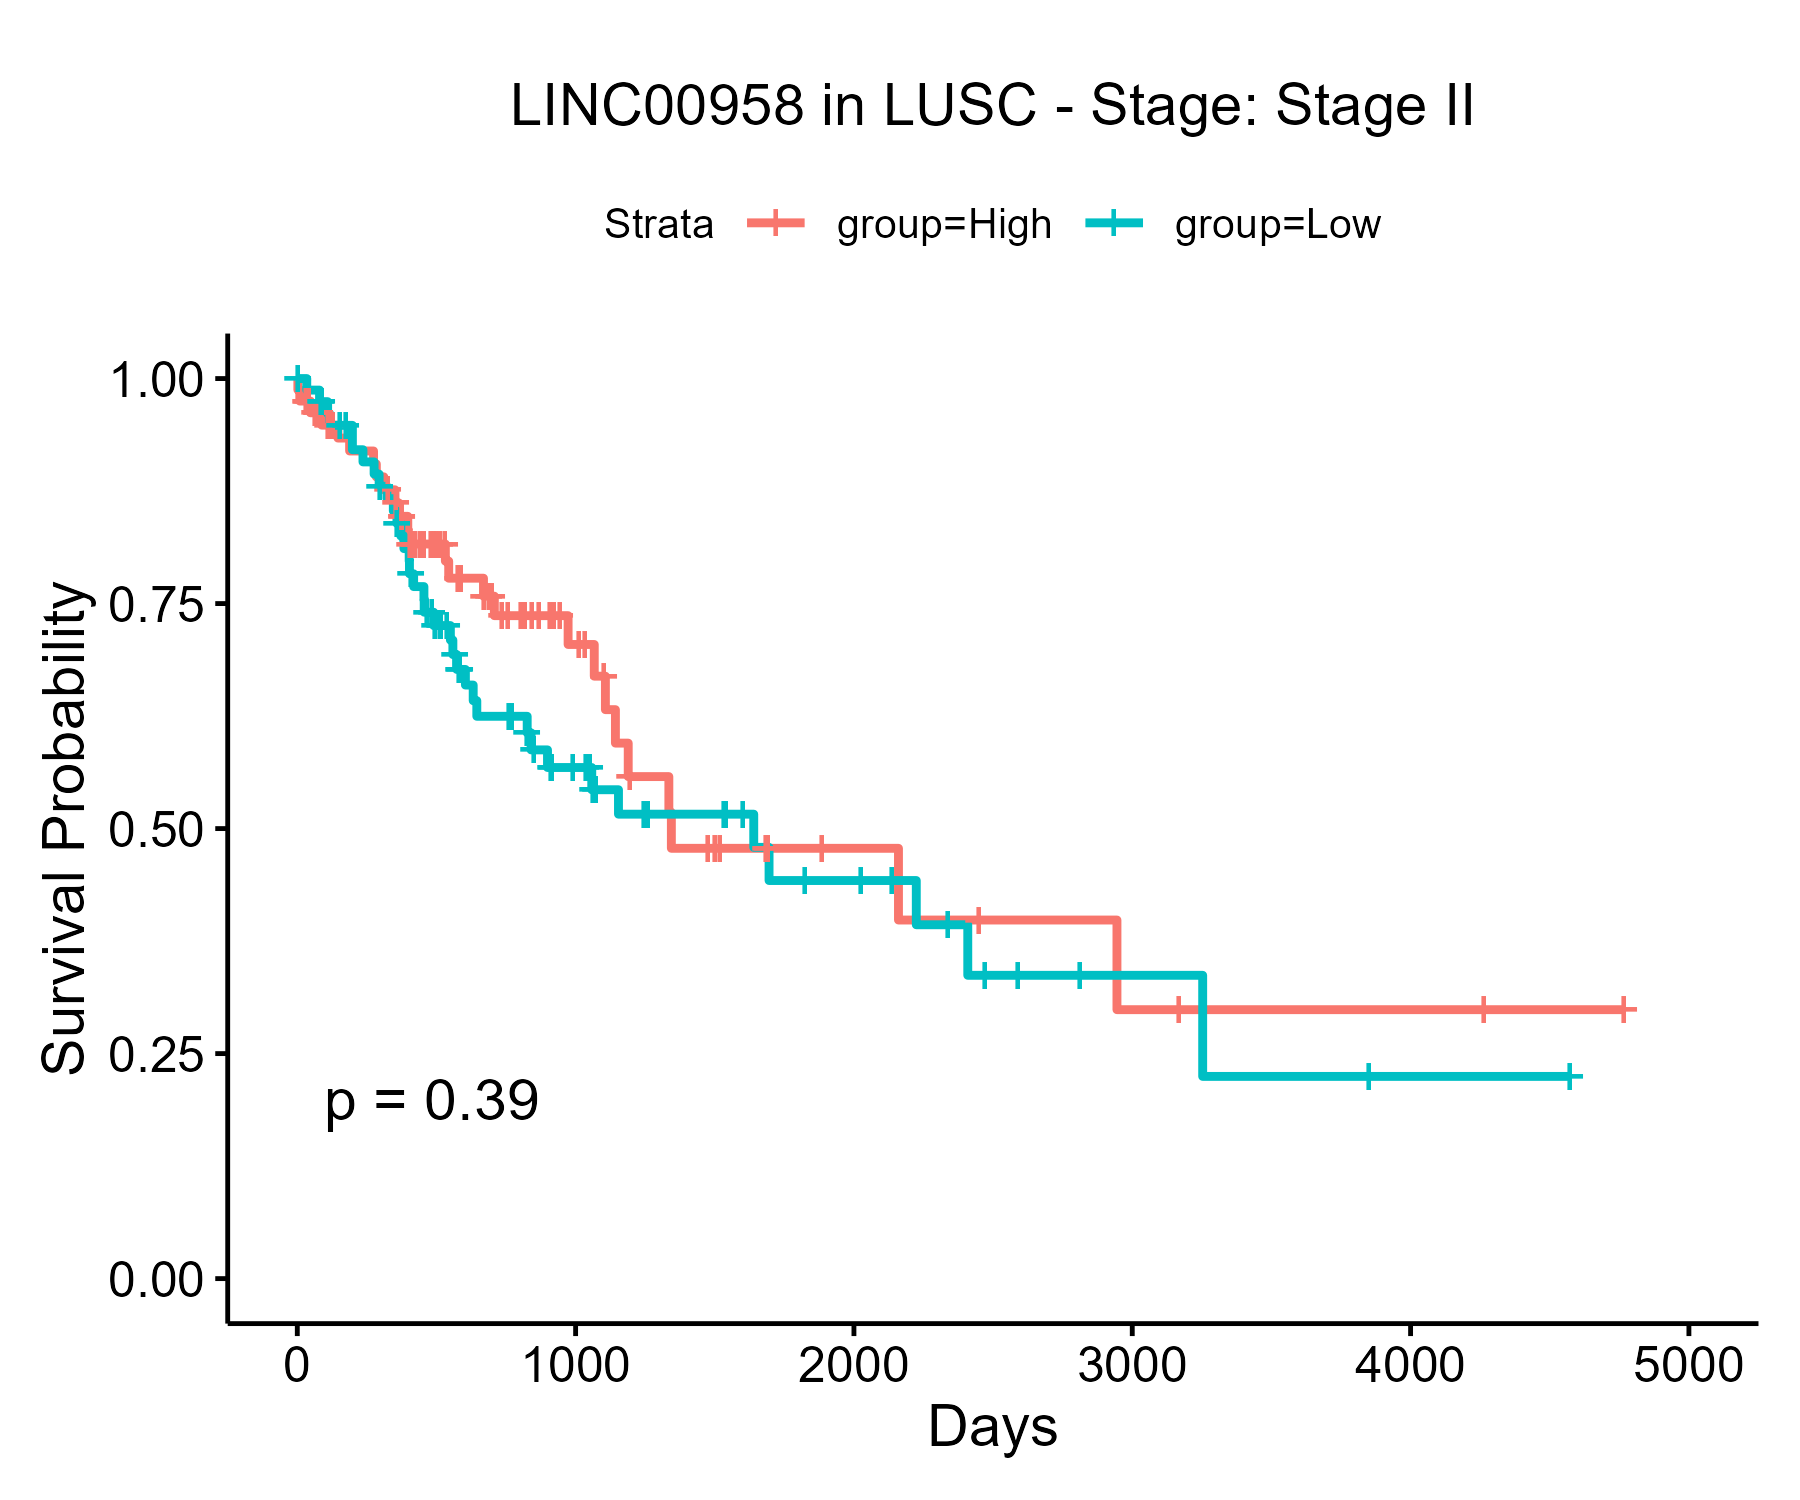 LINC00958 in LUSC - Stage: Stage II
Strata group=High group=Low
Survival Probability
1.00
0.75
0.50
0.25
0.00
p = 0.39
0 1000 2000 3000 4000 5000
Days